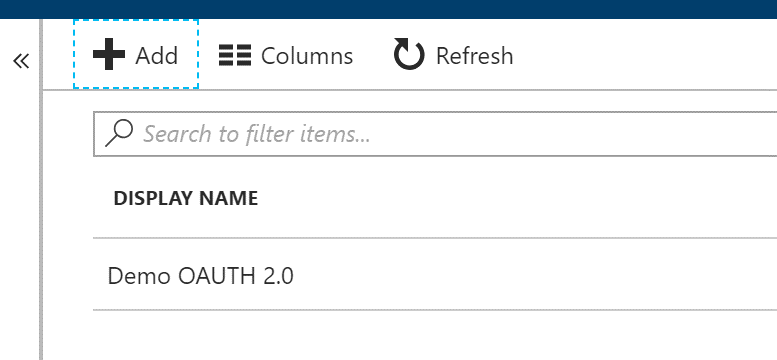 Add Columns Refresh
Search to filter items...
DISPLAY NAME
Demo OAUTH 2.0